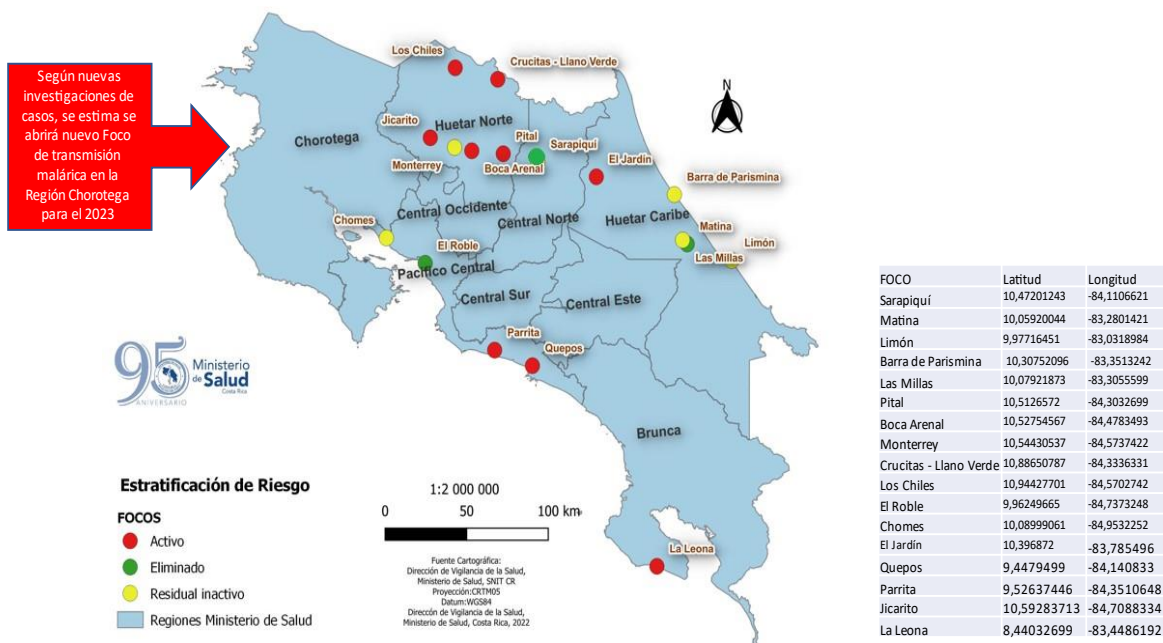 Según nuevas
investigaciones de
casos, se estima se
abrirá nuevo Foco
de transmisión
malárica en la
Región Chorotega
para el 2023
Los Chiles
Crucitas - Llano Verde
N
Jicarito
Huetar Norte
Chorotega
Pital
Sarapiquí
El Jardín
Monterrey
Boca Arenal
Barra de Parismina
Central Occidente
Chomes
Central Norte
Huetar Caribe
Matina
El Roble
Limón
Las Millas
Pacífico Central
Central Sur
Central Este
Parrita
Quepos
Brunca
La Leona
95
ANIVERSARIO
Ministerio
de Salud
Costa Rica
Estratificación de Riesgo
FOCOS
Activo
Eliminado
Residual inactivo
Regiones Ministerio de Salud
1:2 000 000
0 50 100 km
Fuente Cartográfica:
Dirección de Vigilancia de la Salud,
Ministerio de Salud, SNIT CR
Proyección:CRTM05
Datum:WGS84
Direccón de Vigilancia de la Salud,
Ministerio de Salud, Costa Rica, 2022
FOCO Latitud Longitud
Sarapiquí 10,47201243 -84,1106621
Matina 10,05920044 -83,2801421
Limón 9,97716451 -83,0318984
Barra de Parismina 10,30752096 -83,3513242
Las Millas 10,07921873 -83,3055599
Pital 10,5126572 -84,3032699
Boca Arenal 10,52754567 -84,4783493
Monterrey 10,54430537 -84,5737422
Crucitas - Llano Verde 10,88650787 -84,3336331
Los Chiles 10,94427701 -84,5702742
El Roble 9,96249665 -84,7373248
Chomes 10,08999061 -84,9532252
El Jardín 10,396872 -83,785496
Quepos 9,4479499 -84,140833
Parrita 9,52637446 -84,3510648
Jicarito 10,59283713 -84,7088334
La Leona 8,44032699 -83,4486192